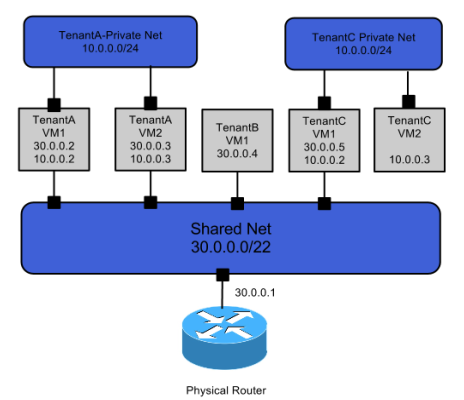 TenantA-Private Net
10.0.0.0/24
TenantC Private Net
10.0.0.0/24
TenantA
VM1
30.0.0.2
10.0.0.2
TenantA
VM2
30.0.0.3
10.0.0.3
TenantB
VM1
30.0.0.4
TenantC
VM1
30.0.0.5
10.0.0.2
TenantC
VM2
10.0.0.3
Shared Net
30.0.0.0/22
30.0.0.1
Physical Router